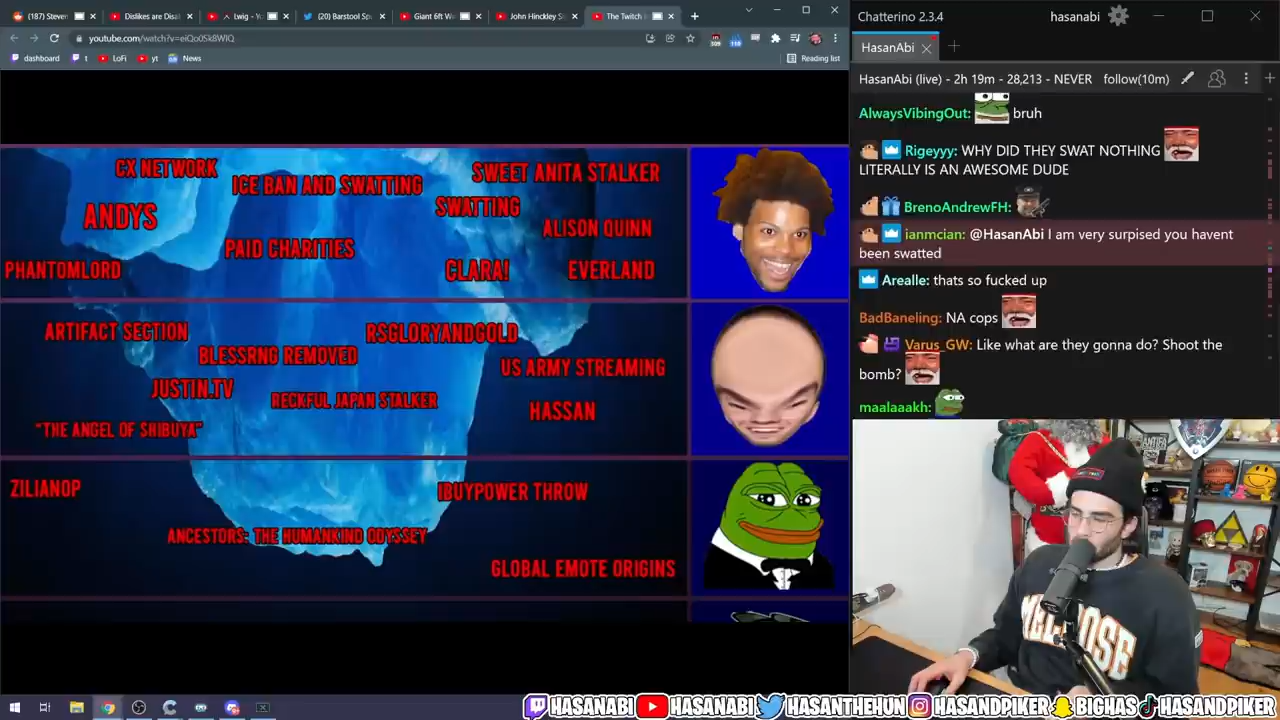 (187) Steven
Dislikes are Disal
Lwig - Yo
(20) Barstool Sp
Giant 6ft W
John Hinckley S
The Twitch I
youtube.com/watch?v=eiQo0Sk8WIQ
dashboard
t
LoFi
yt
News
Reading list
CX NETWORK
ICE BAN AND SWATTING
SWEET ANITA STALKER
SWATTING
ANDYS
ALISON QUINN
PAID CHARITIES
PHANTOMLORD
CLARA!
EVERLAND
ARTIFACT SECTION
RSGLORYANDGOLD
BLESSRNG REMOVED
US ARMY STREAMING
JUSTIN.TV
RECKFUL JAPAN STALKER
HASSAN
"THE ANGEL OF SHIBUYA"
ZILIANOP
IBUYPOWER THROW
ANCESTORS: THE HUMANKIND ODYSSEY
GLOBAL EMOTE ORIGINS
Chatterino 2.3.4
hasanabi
HasanAbi
HasanAbi (live) - 2h 19m - 28,213 - NEVER follow(10m)
AlwaysVibingOut: bruh
Rigeyyy: WHY DID THEY SWAT NOTHING
LITERALLY IS AN AWESOME DUDE
BrenoAndrewFH:
ianmcian: @HasanAbi I am very surprised you havent
been swatted
Arealle: thats so fucked up
BadBaneling: NA cops
Varus_GW: Like what are they gonna do? Shoot the
bomb?
maalaaakh:
HASANABI HASANABI HASANTHEHUN HASANDPIKER BIGHAS HASANDPIKER